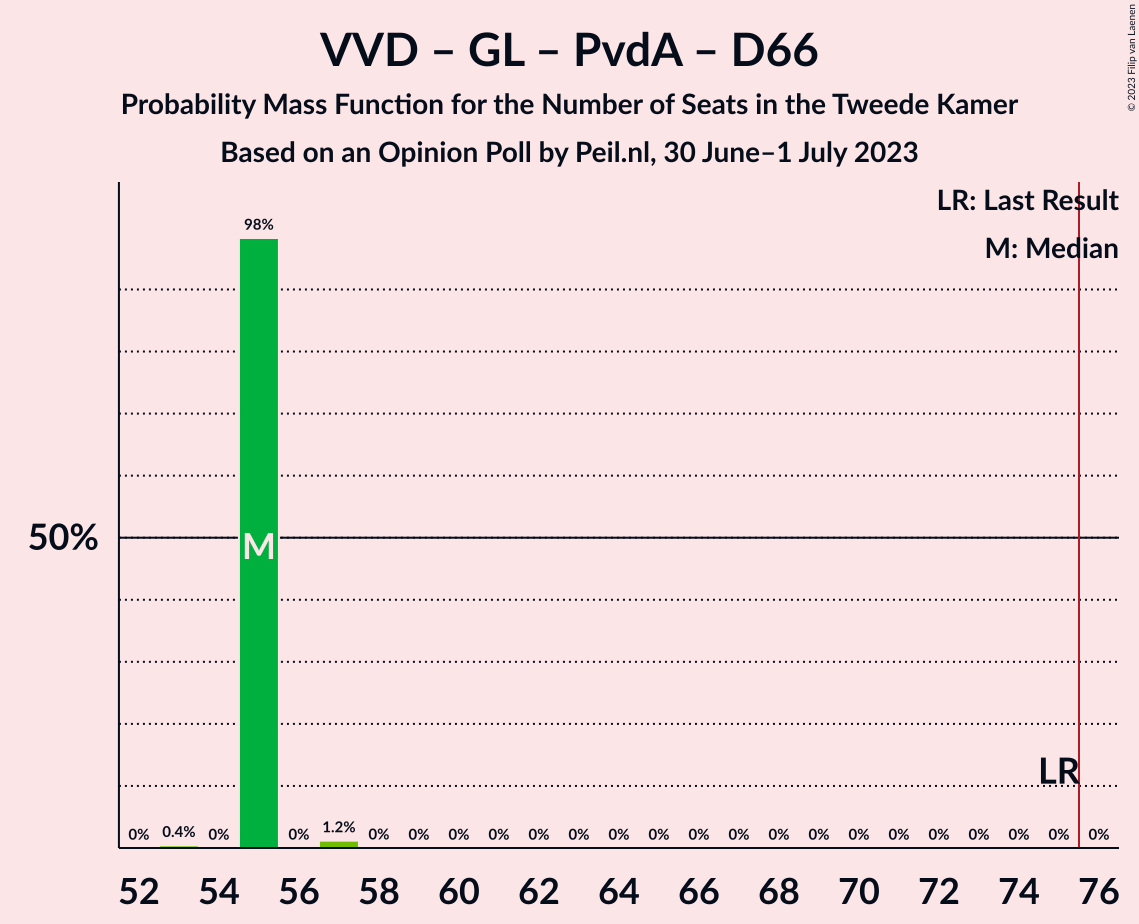 VVD – GL – PvdA – D66
Probability Mass Function for the Number of Seats in the Tweede Kamer
Based on an Opinion Poll by Peil.nl, 30 June–1 July 2023
© 2023 Filip van Laenen
LR: Last Result
M: Median
98%
50%
M
LR
0% 0.4% 0% 0% 1.2% 0% 0% 0% 0% 0% 0% 0% 0% 0% 0% 0% 0% 0% 0% 0% 0% 0% 0% 0%
52 54 56 58 60 62 64 66 68 70 72 74 76